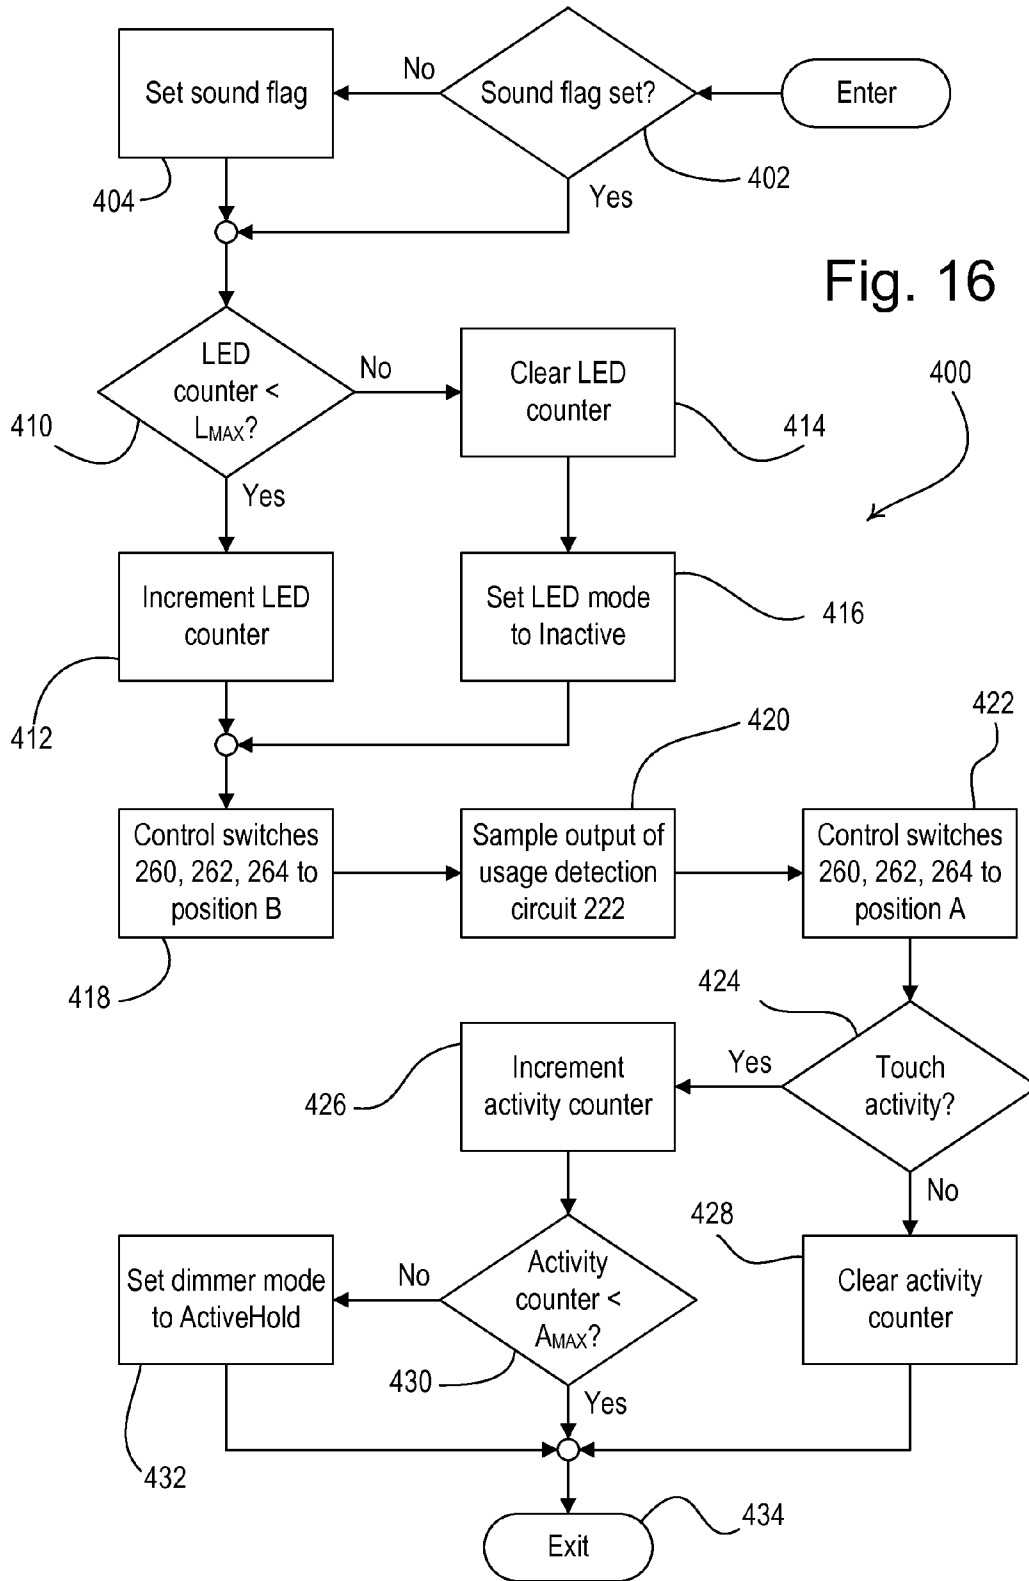 Set sound flag
No
Sound flag set?
Enter
404
402
Yes
Fig. 16
LED
counter <
LMAX?
No
Clear LED
counter
400
410
414
Yes
Increment LED
counter
Set LED mode
to Inactive
416
412
420
422
Control switches
260, 262, 264 to
position B
Sample output of
usage detection
circuit 222
Control switches
260, 262, 264 to
position A
418
424
Increment
activity counter
Yes
Touch
activity?
426
No
428
Set dimmer mode
to ActiveHold
No
Activity
counter <
AMAX?
Clear activity
counter
430
Yes
432
434
Exit